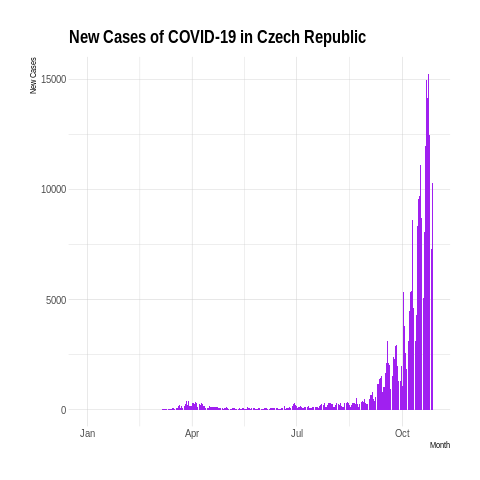 New Cases of COVID-19 in Czech Republic
New Cases
15000
10000
5000
0
Jan Apr Jul Oct
Month